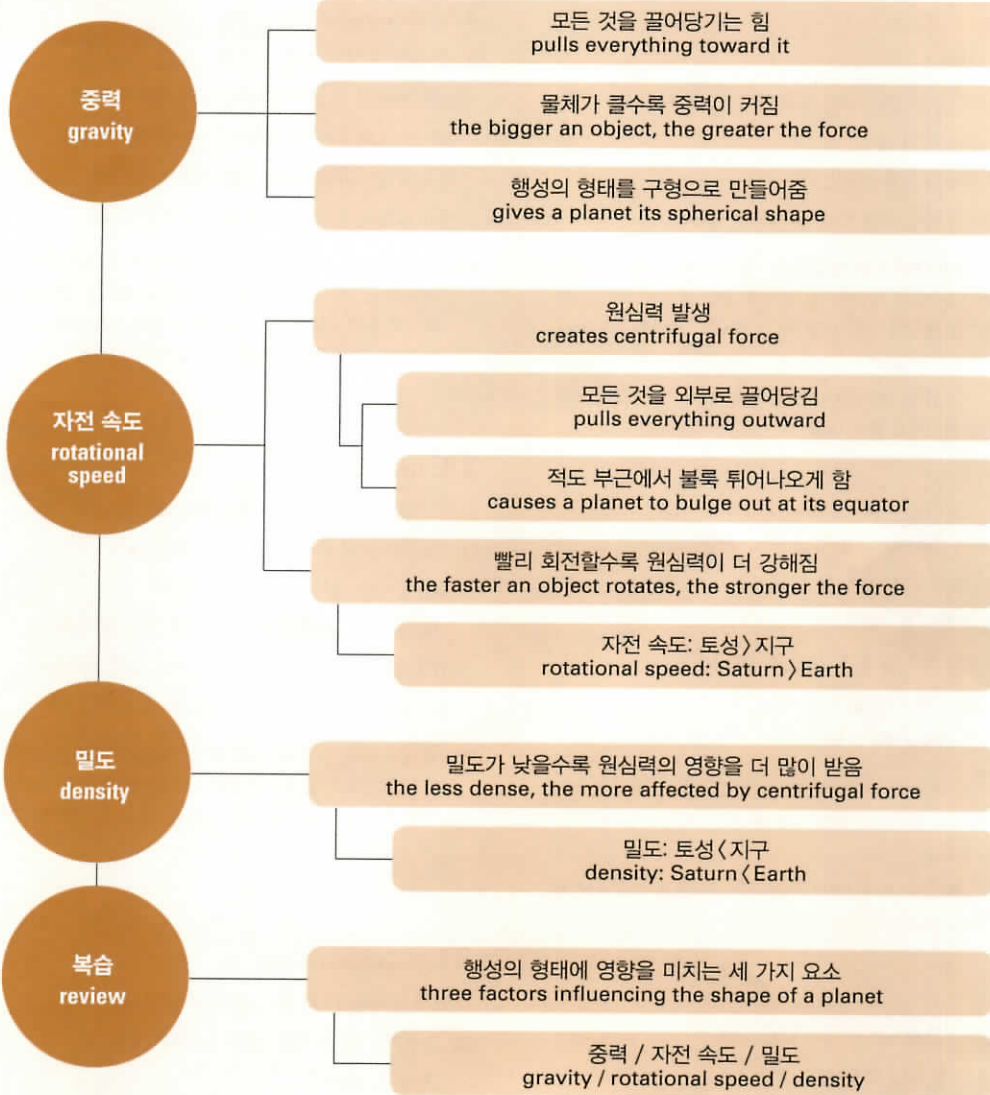 중력
gravity
모든 것을 끌어당기는 힘
pulls everything toward it
물체가 클수록 중력이 커짐
the bigger an object, the greater the force
행성의 형태를 구형으로 만들어줌
gives a planet its spherical shape
자전 속도
rotational
speed
원심력 발생
creates centrifugal force
모든 것을 외부로 끌어당김
pulls everything outward
적도 부근에서 불룩 튀어나오게 함
causes a planet to bulge out at its equator
빨리 회전할수록 원심력이 더 강해짐
the faster an object rotates, the stronger the force
자전 속도: 토성〉지구
rotational speed: Saturn〉Earth
밀도
density
밀도가 낮을수록 원심력의 영향을 더 많이 받음
the less dense, the more affected by centrifugal force
밀도: 토성〈지구
density: Saturn〈Earth
복습
review
행성의 형태에 영향을 미치는 세 가지 요소
three factors influencing the shape of a planet
중력 / 자전 속도 / 밀도
gravity / rotational speed / density